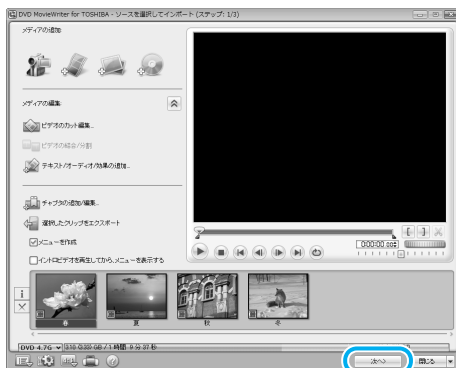 DVD MovieWriter for TOSHIBA - ソースを選択してインポート (ステップ: 1/3)
メディアの追加
メディアの編集
ビデオのカット編集...
ビデオの結合/分割
テキスト/オーディオ/効果の追加...
チャプタの追加/編集...
選択したクリップをエクスポート
メニューを作成
イントロビデオを再生してから、メニューを表示する
春
夏
秋
冬
DVD 4.7G
次へ>
閉じる